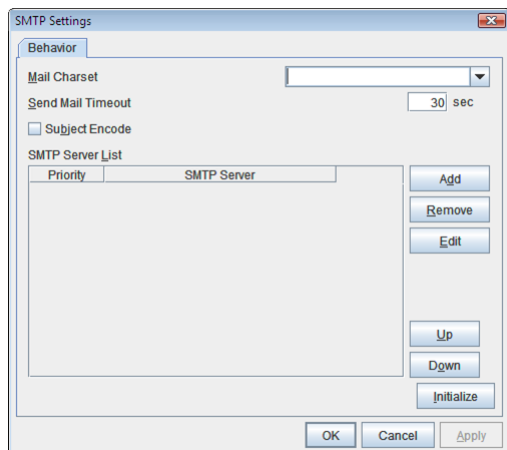 SMTP Settings
Behavior
Mail Charset
Send Mail Timeout 30 sec
Subject Encode
SMTP Server List
Priority SMTP Server
Add
Remove
Edit
Up
Down
Initialize
OK Cancel Apply